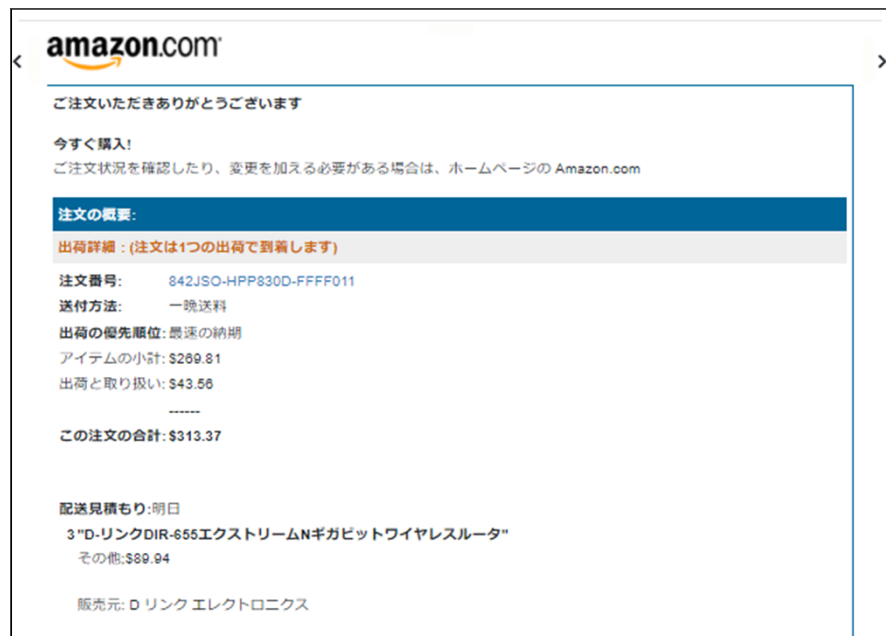 amazon.com
ご注文いただきありがとうございます
今すぐ購入!
ご注文状況を確認したり、変更を加える必要がある場合は、ホームページの Amazon.com
注文の概要:
出荷詳細 : (注文は1つの出荷で到着します)
注文番号: 842JSO-HPP830D-FFFF011
送付方法: 一晩送料
出荷の優先順位: 最速の納期
アイテムの小計: $269.81
出荷と取り扱い: $43.56
------
この注文の合計: $313.37
配送見積もり:明日
3 "D-リンクDIR-655エクストリームNギガビットワイヤレスルータ"
その他;$89.94
販売元: D リンク エレクトロニクス